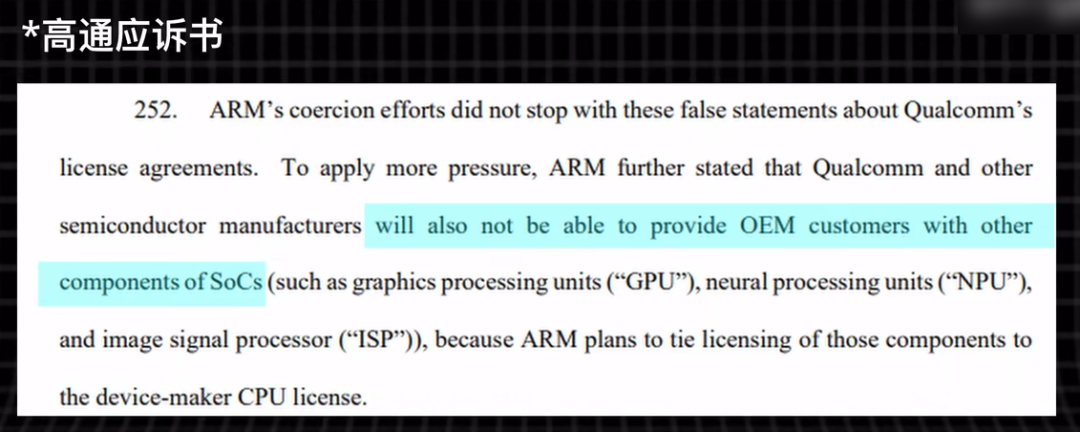 *高通应诉书
252. ARM’s coercion efforts did not stop with these false statements about Qualcomm’s
license agreements. To apply more pressure, ARM further stated that Qualcomm and other
semiconductor manufacturers will also not be able to provide OEM customers with other
components of SoCs (such as graphics processing units (“GPU”), neural processing units (“NPU”),
and image signal processor (“ISP”)), because ARM plans to tie licensing of those components to
the device-maker CPU license.